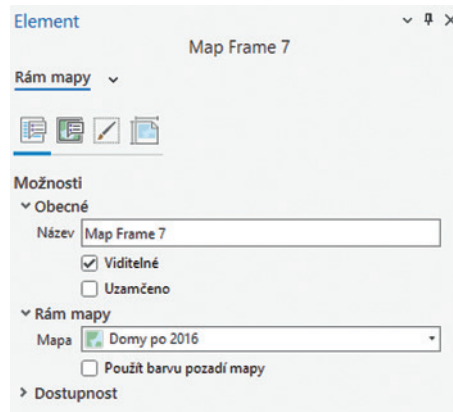 Element
Map Frame 7
Rám mapy
Možnosti
Obecné
Název Map Frame 7
Viditelné
Uzamčeno
Rám mapy
Mapa Domy po 2016
Použít barvu pozadí mapy
Dostupnost